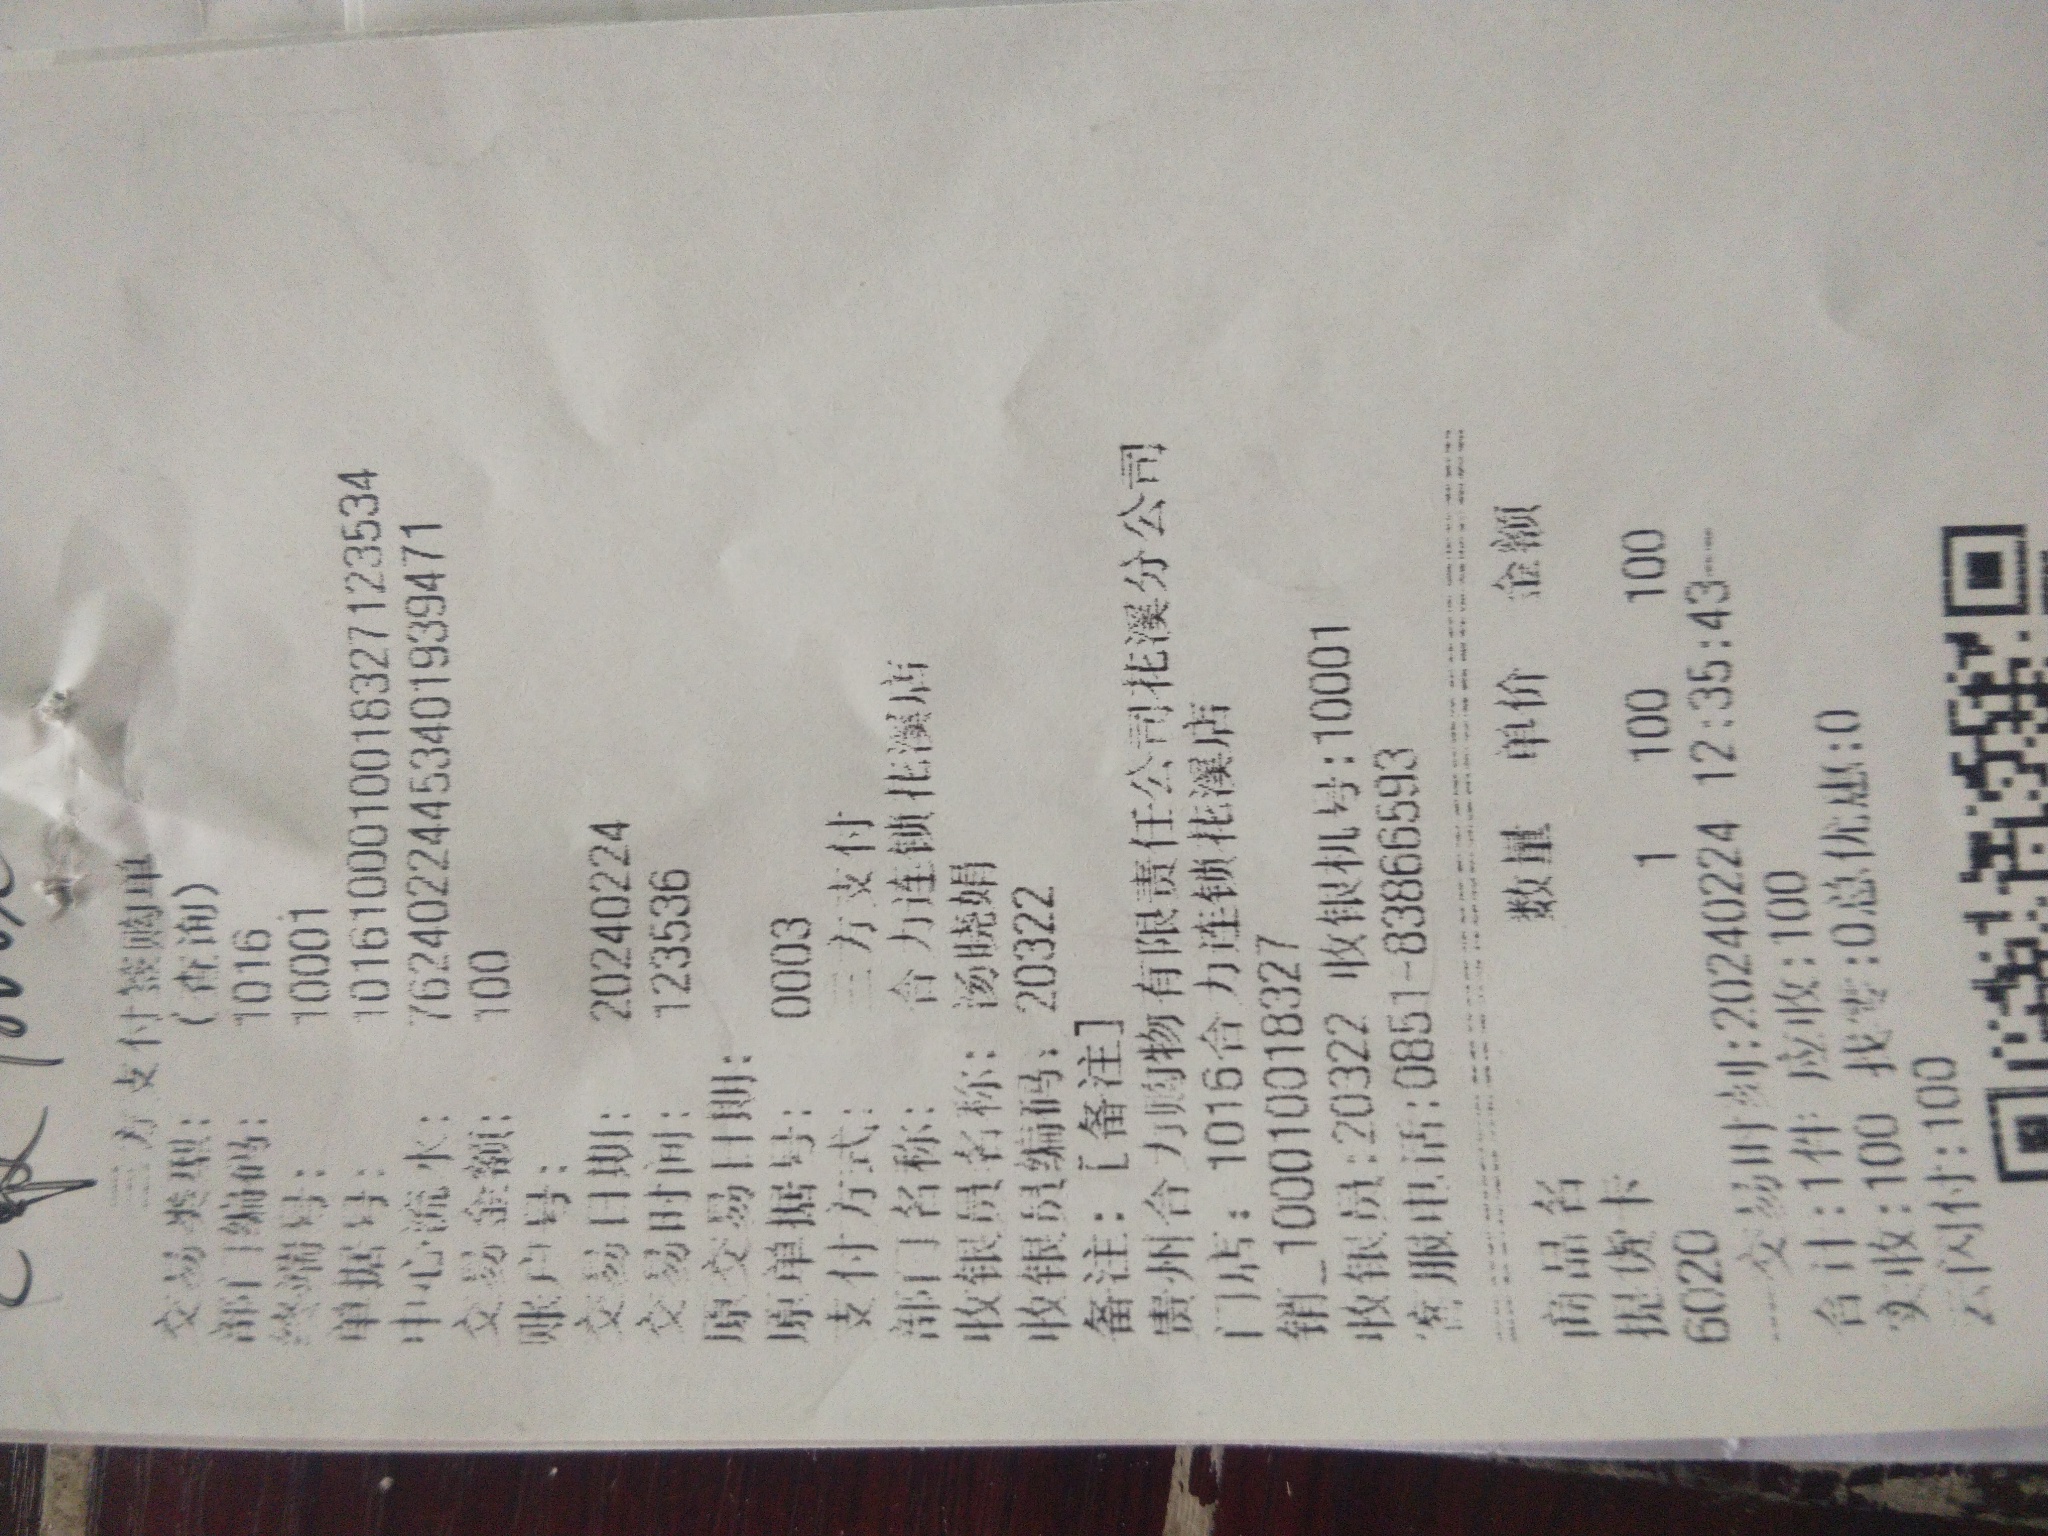 三方支付签购单
交易类型: (查询)
部门编码: 1016
终端号: 10001
单据号: 1016100010018327123534
中心流水: 76240224453401939471
交易金额: 100
账户号:
交易日期: 20240224
交易时间: 123536
原交易日期:
原单据号: 0003
支付方式: 三方支付
部门名称: 合力连锁花溪店
收银员名称: 汤晓娟
收银员编码: 20322
备注: [备注]
贵州合力购物有限责任公司花溪分公司
门店: 1016合力连锁花溪店
销_100010018327
收银员:20322 收银机号:10001
客服电话:0851-83866593
商品名 数量 单价 金额
提货卡 1 100 100
60020
---交易时刻:20240224 12:35:43---
合计:1件 应收:100
实收:100 找零:0总优惠:0
云闪付:100